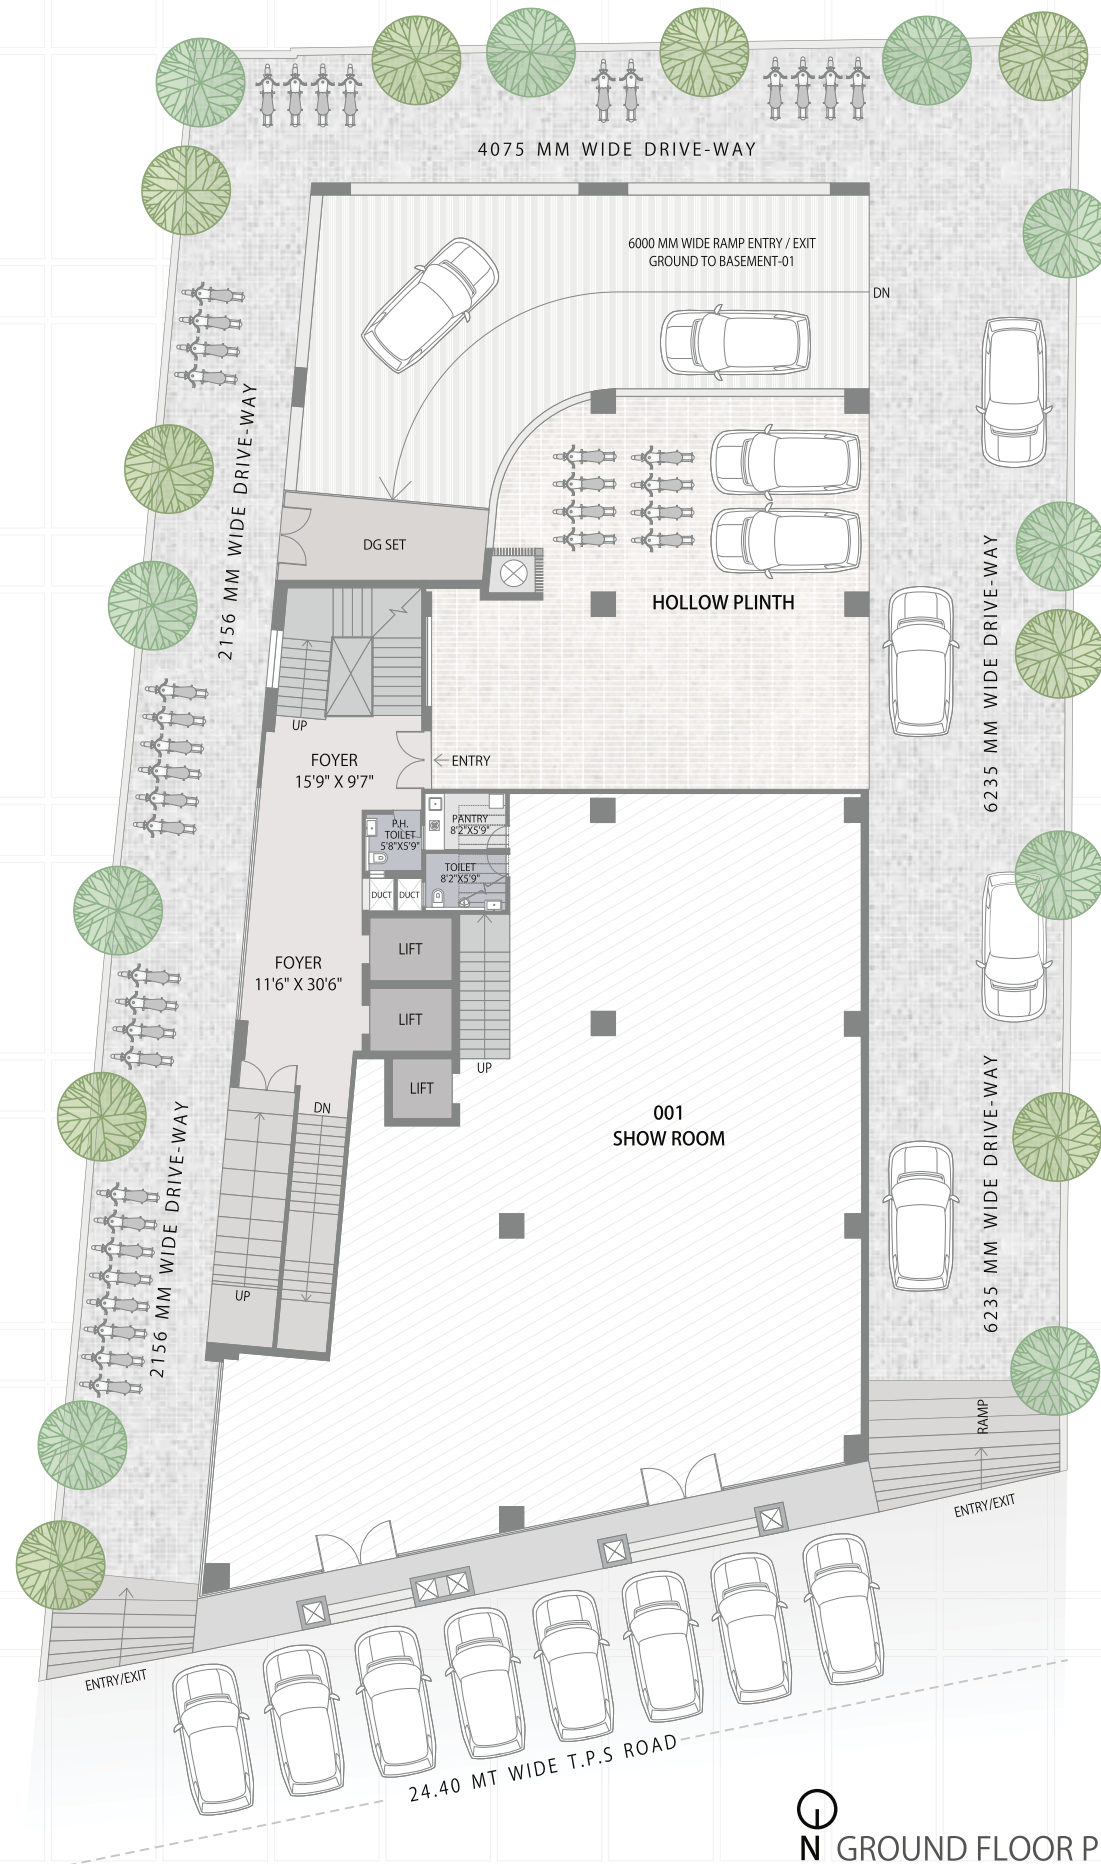 4075 MM WIDE DRIVE-WAY
6000 MM WIDE RAMP ENTRY / EXIT
GROUND TO BASEMENT-01
DN
2156 MM WIDE DRIVE-WAY
DG SET
HOLLOW PLINTH
6235 MM WIDE DRIVE-WAY
UP
FOYER
15'9" X 9'7"
ENTRY
P.H.
TOILET
5'8"X5'9"
PANTRY
8'2"X5'9"
TOILET
8'2"X5'9"
DUCT
DUCT
LIFT
FOYER
11'6" X 30'6"
LIFT
UP
LIFT
DN
001
SHOW ROOM
6235 MM WIDE DRIVE-WAY
2156 MM WIDE DRIVE-WAY
UP
RAMP
ENTRY/EXIT
ENTRY/EXIT
24.40 MT WIDE T.P.S ROAD
N
GROUND FLOOR P